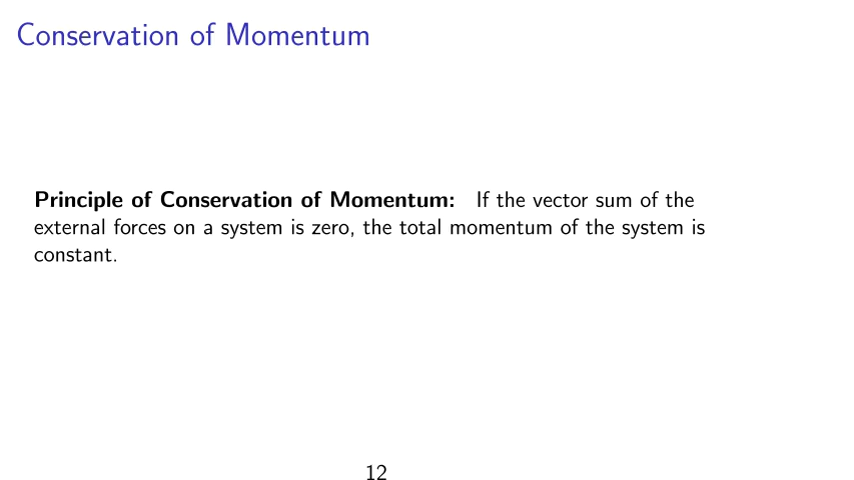 Conservation of Momentum
Principle of Conservation of Momentum: If the vector sum of the
external forces on a system is zero, the total momentum of the system is
constant.
12